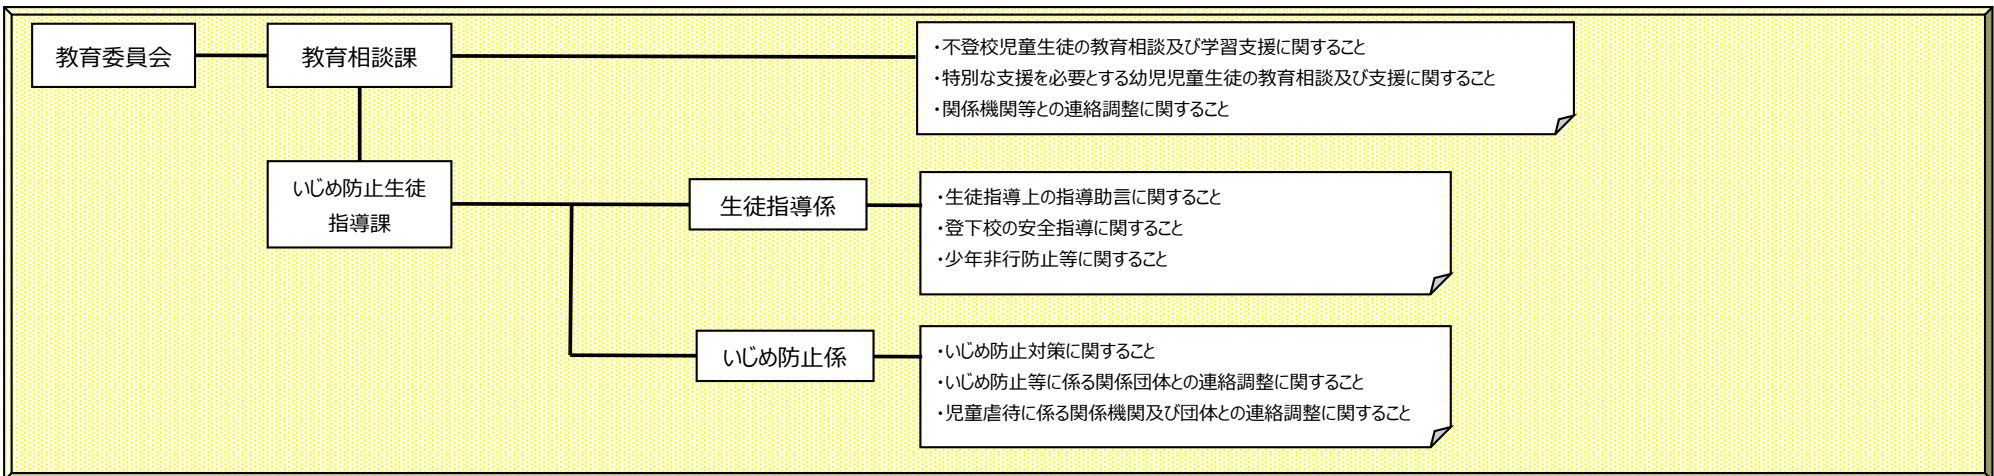 教育委員会
教育相談課
・不登校児童生徒の教育相談及び学習支援に関すること
・特別な支援を必要とする幼児児童生徒の教育相談及び支援に関すること
・関係機関等との連絡調整に関すること
いじめ防止生徒
指導課
生徒指導係
・生徒指導上の指導助言に関すること
・登下校の安全指導に関すること
・少年非行防止等に関すること
いじめ防止係
・いじめ防止対策に関すること
・いじめ防止等に係る関係団体との連絡調整に関すること
・児童虐待に係る関係機関及び団体との連絡調整に関すること